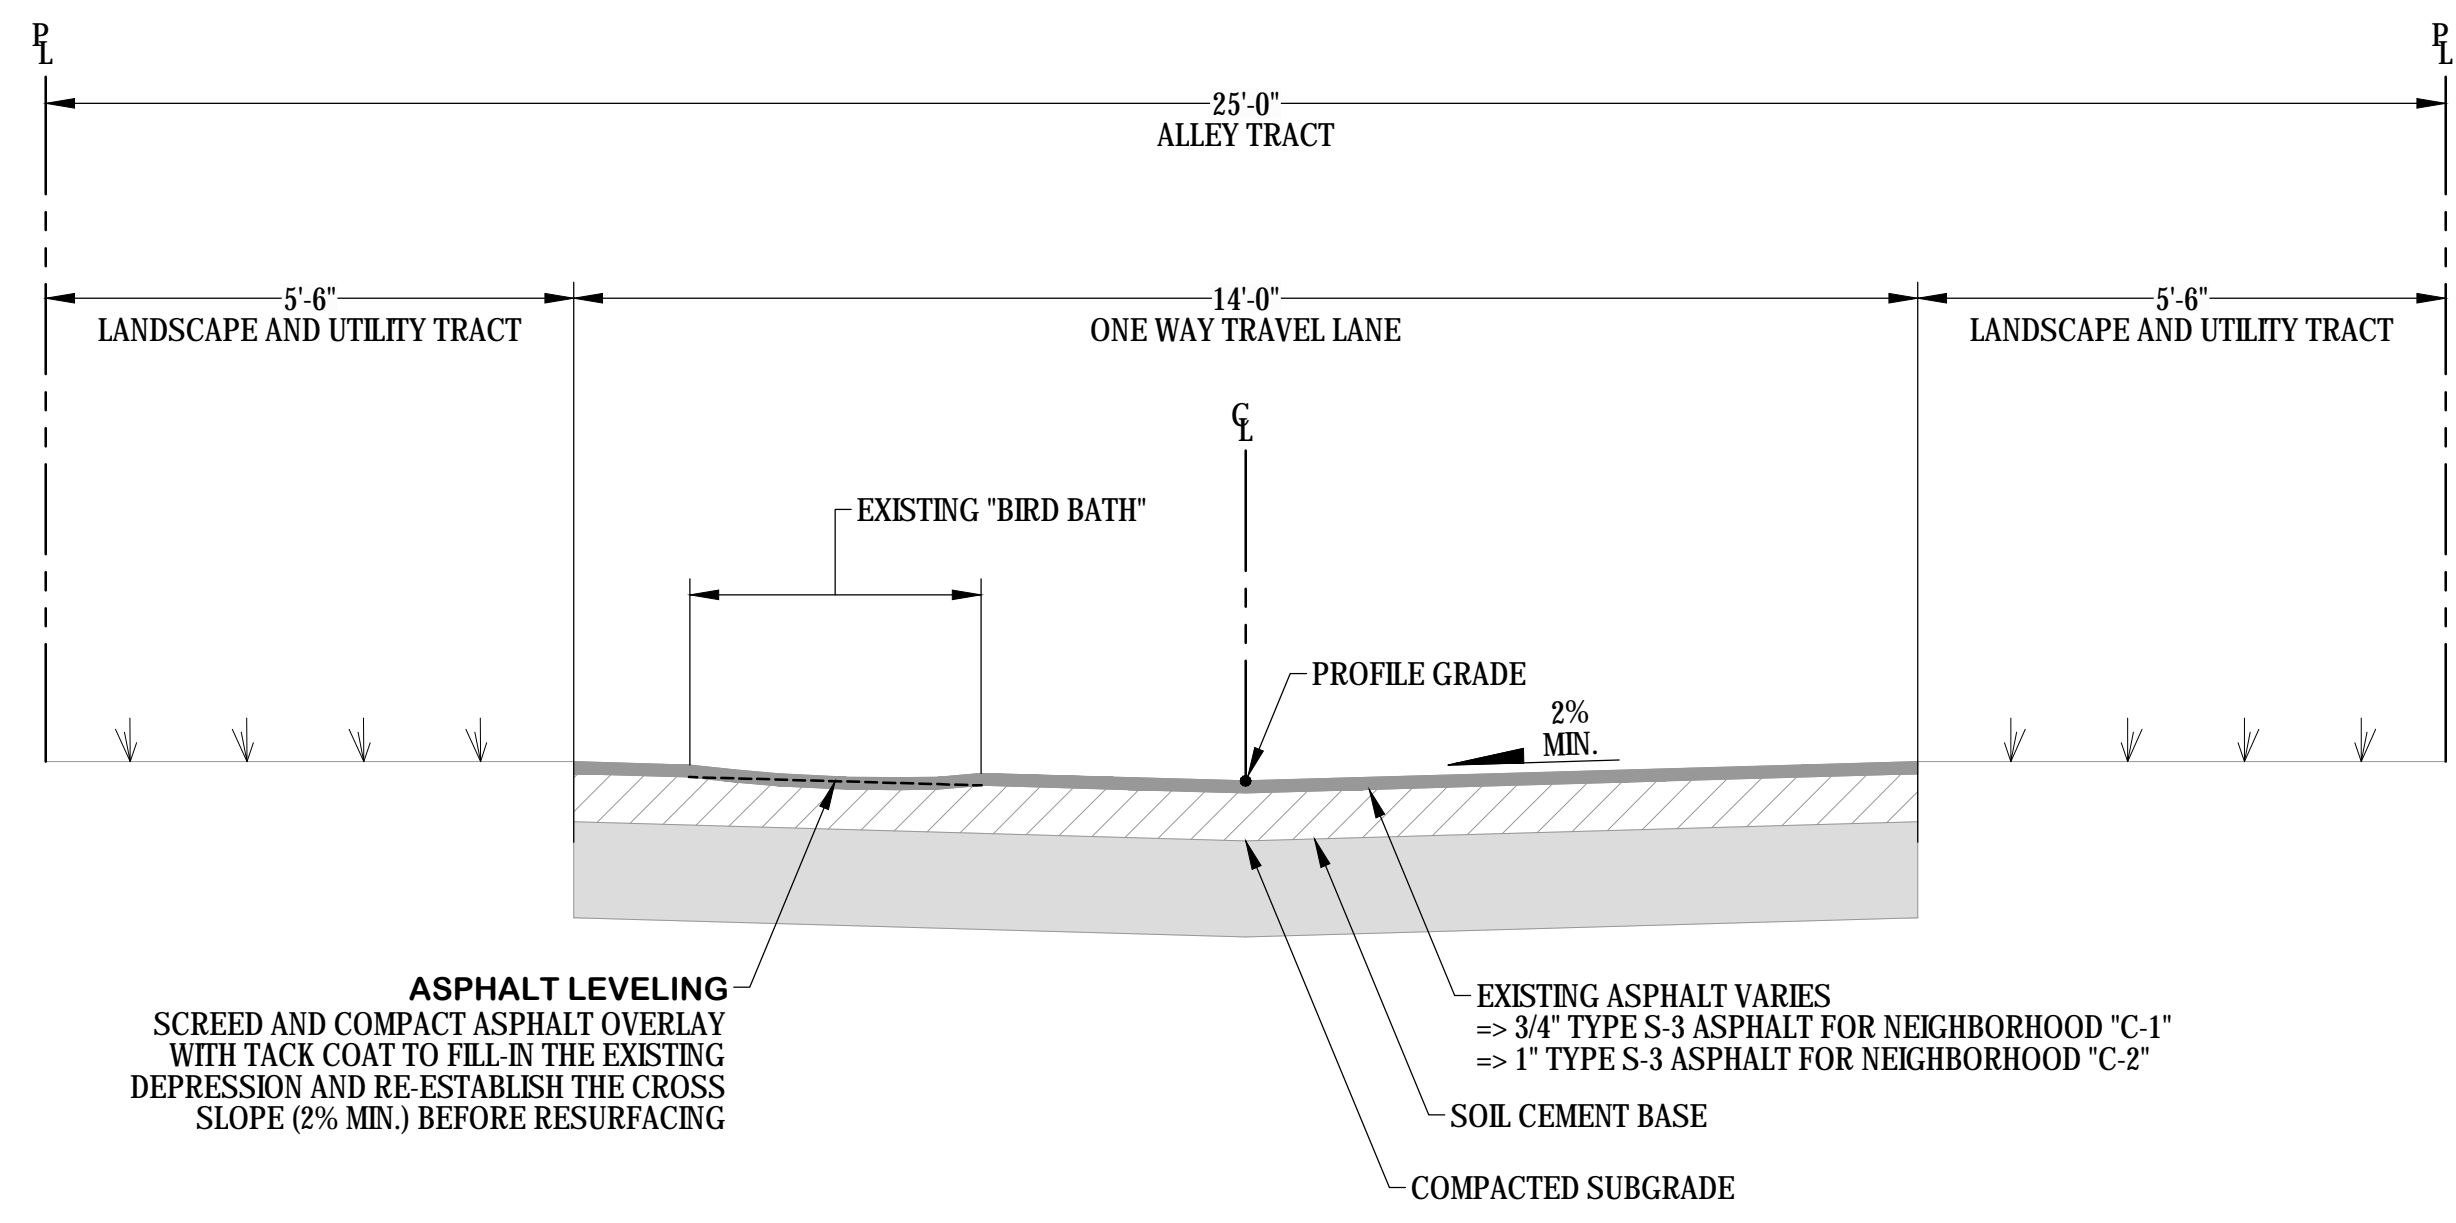 PL
PL
25'-0"
ALLEY TRACT
5'-6"
LANDSCAPE AND UTILITY TRACT
14'-0"
ONE WAY TRAVEL LANE
5'-6"
LANDSCAPE AND UTILITY TRACT
CL
EXISTING "BIRD BATH"
PROFILE GRADE
2%
MIN.
ASPHALT LEVELING
SCREED AND COMPACT ASPHALT OVERLAY
WITH TACK COAT TO FILL-IN THE EXISTING
DEPRESSION AND RE-ESTABLISH THE CROSS
SLOPE (2% MIN.) BEFORE RESURFACING
EXISTING ASPHALT VARIES
=> 3/4" TYPE S-3 ASPHALT FOR NEIGHBORHOOD "C-1"
=> 1" TYPE S-3 ASPHALT FOR NEIGHBORHOOD "C-2"
SOIL CEMENT BASE
COMPACTED SUBGRADE